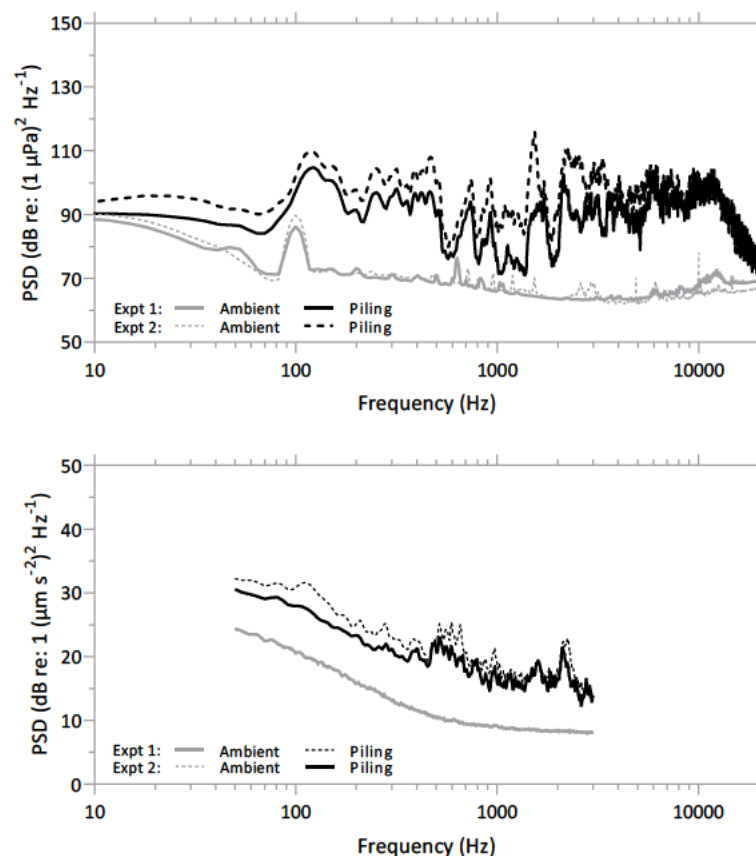 150
130
110
90
70
50
PSD (dB re: (1 µPa)² Hz⁻¹)
Expt 1: Ambient Piling
Expt 2: Ambient Piling
10 100 1000 10000
Frequency (Hz)
50
40
30
20
10
0
PSD (dB re: 1 (µm s⁻²)² Hz⁻¹)
Expt 1: Ambient Piling
Expt 2: Ambient Piling
10 100 1000 10000
Frequency (Hz)